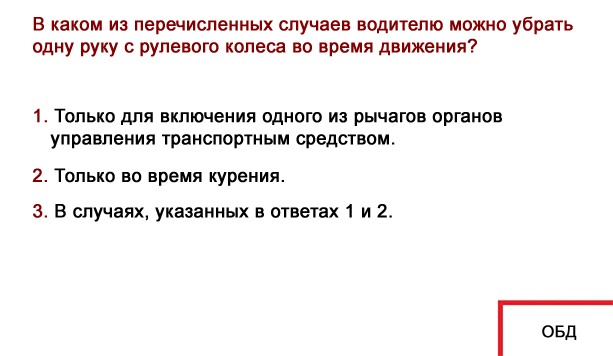 В каком из перечисленных случаев водителю можно убрать
одну руку с рулевого колеса во время движения?
1. Только для включения одного из рычагов органов
управления транспортным средством.
2. Только во время курения.
3. В случаях, указанных в ответах 1 и 2.
ОБД